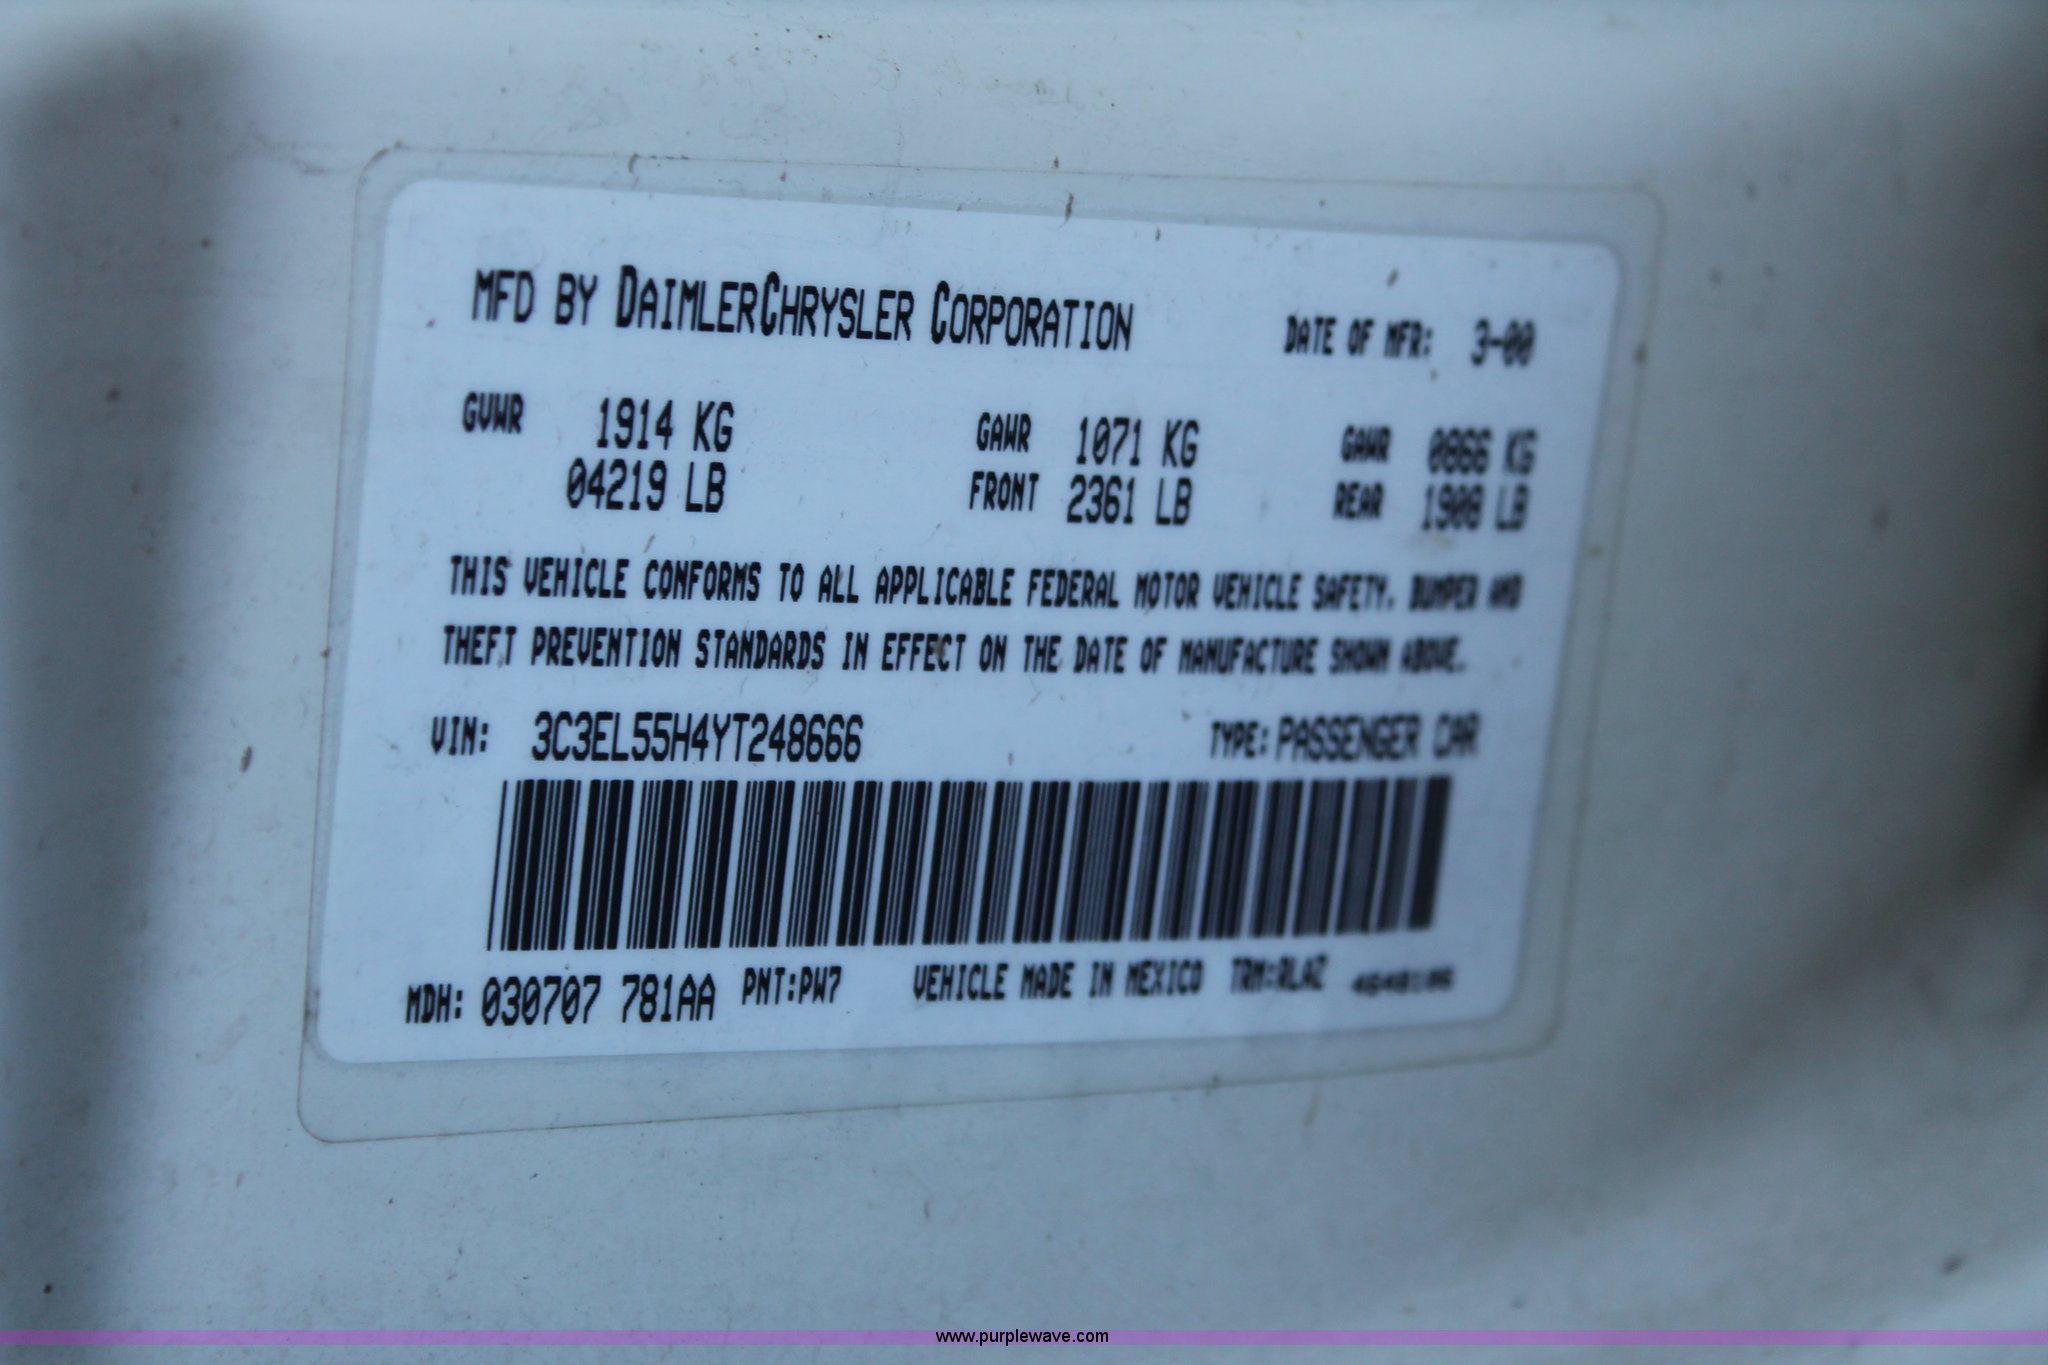 MFD BY DAIMLERCHRYSLER CORPORATION DATE OF MFR: 3-00
GVWR 1914 KG GAWR 1071 KG GAWR 0866 KG
04219 LB FRONT 2361 LB REAR 1908 LB
THIS VEHICLE CONFORMS TO ALL APPLICABLE FEDERAL MOTOR VEHICLE SAFETY, BUMPER AND
THEFT PREVENTION STANDARDS IN EFFECT ON THE DATE OF MANUFACTURE SHOWN ABOVE.
VIN: 3C3EL55H4YT248666 TYPE: PASSENGER CAR
MDH: 030707 781AA PNT:PW7 VEHICLE MADE IN MEXICO TRM:RLAZ
www.purplewave.com